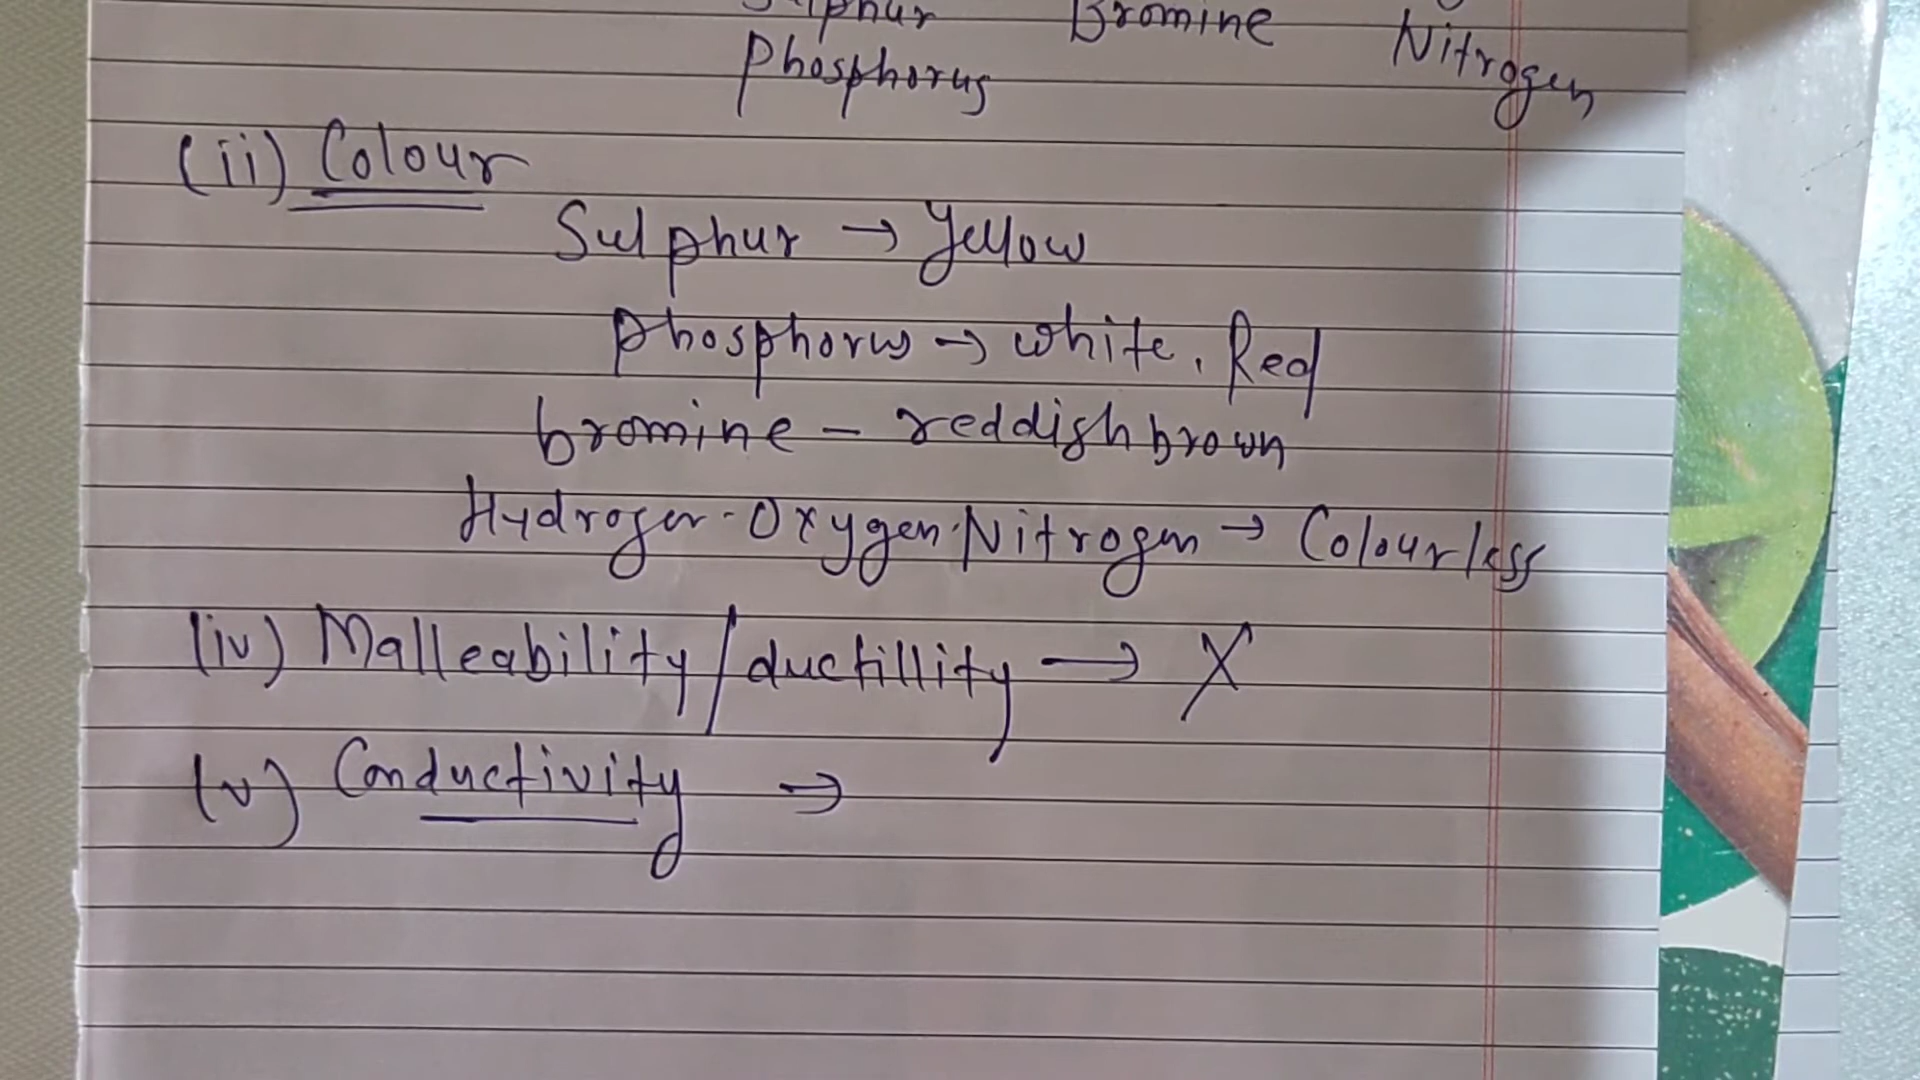 Sulphur Bromine Nitrogen
Phosphorus
(ii) Colour
Sulphur → Yellow
Phosphorus → white, Red
bromine – reddish brown
Hydrogen - Oxygen - Nitrogen → Colourless
(iv) Malleability/ductillity → X
(v) Conductivity →